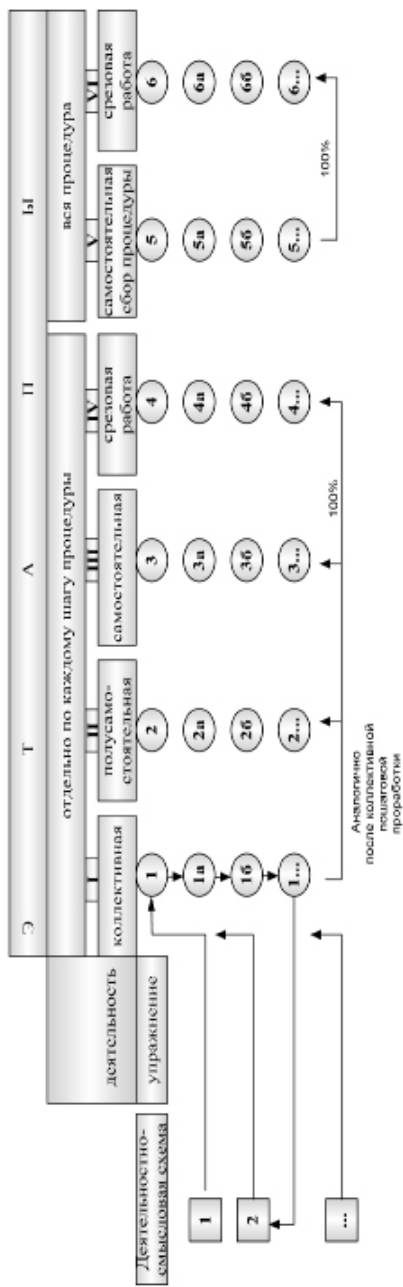 Э Т А П Ы
отдельно по каждому шагу процедуры
вся процедура
I
II
III
IV
V
VI
деятельность
коллективная
полусамо-
стоятельная
самостоятельная
срезовая
работа
самостоятельная
сбор процедуры
срезовая
работа
Деятельностно-
смысловая схема
упражнение
1
2
3
4
5
6
1
1а
2а
3а
4а
5а
6а
2
1б
2б
3б
4б
5б
6б
...
1...
2...
3...
4...
5...
6...
100%
100%
Аналогично
после коллективной
пошаговой
проработки